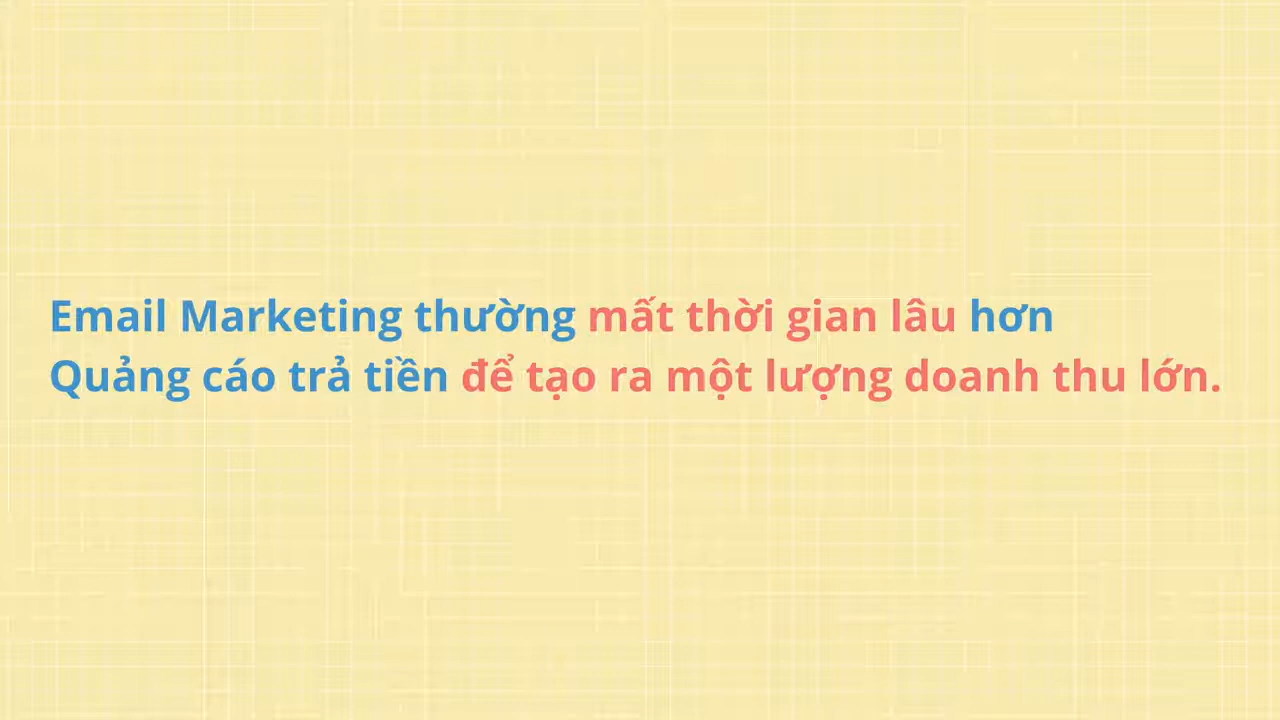 Email Marketing thường mất thời gian lâu hơn
Quảng cáo trả tiền để tạo ra một lượng doanh thu lớn.